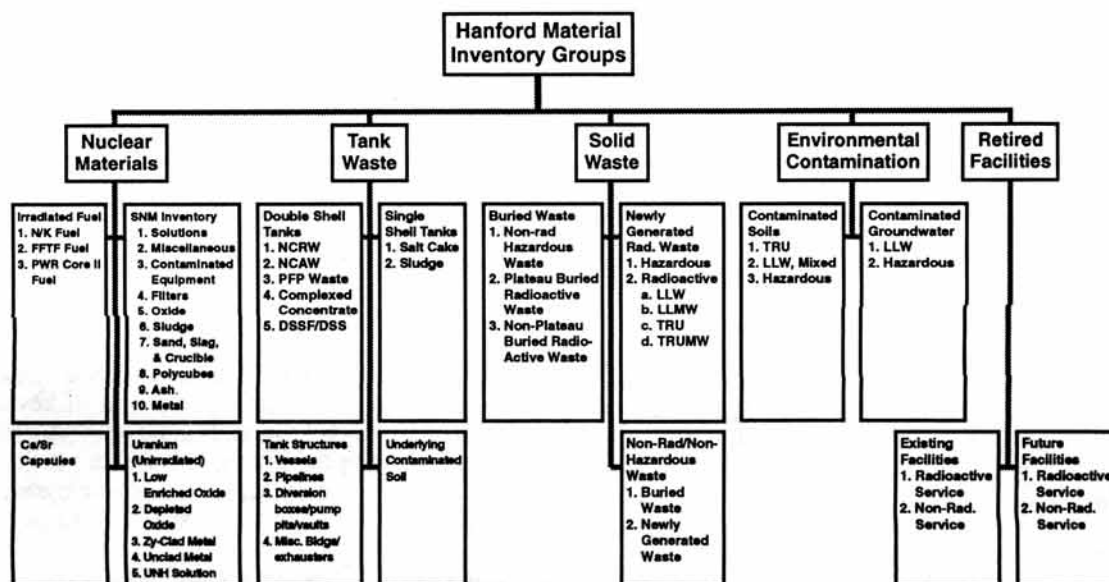 Hanford Material
Inventory Groups
Nuclear
Materials
Tank
Waste
Solid
Waste
Environmental
Contamination
Retired
Facilities
Irradiated Fuel
1. N/K Fuel
2. FFTF Fuel
3. PWR Core II
Fuel
SNM Inventory
1. Solutions
2. Miscellaneous
3. Contaminated
Equipment
4. Filters
5. Oxide
6. Sludge
7. Sand, Slag,
& Crucible
8. Polycubes
9. Ash.
10. Metal
Double Shell
Tanks
1. NCRW
2. NCAW
3. PFP Waste
4. Complexed
Concentrate
5. DSSF/DSS
Single
Shell Tanks
1. Salt Cake
2. Sludge
Buried Waste
1. Non-rad
Hazardous
Waste
2. Plateau Buried
Radioactive
Waste
3. Non-Plateau
Buried Radio-
Active Waste
Newly
Generated
Rad. Waste
1. Hazardous
2. Radioactive
a. LLW
b. LLMW
c. TRU
d. TRUMW
Contaminated
Soils
1. TRU
2. LLW, Mixed
3. Hazardous
Contaminated
Groundwater
1. LLW
2. Hazardous
Cs/Sr
Capsules
Uranium
(Unirradiated)
1. Low
Enriched Oxide
2. Depleted
Oxide
3. Zy-Clad Metal
4. Unclad Metal
5. UNH Solution
Tank Structures
1. Vessels
2. Pipelines
3. Diversion
boxes/pump
pits/vaults
4. Misc. Bldgs/
exhausters
Underlying
Contaminated
Soil
Non-Rad/Non-
Hazardous
Waste
1. Buried
Waste
2. Newly
Generated
Waste
Existing
Facilities
1. Radioactive
Service
2. Non-Rad.
Service
Future
Facilities
1. Radioactive
Service
2. Non-Rad.
Service